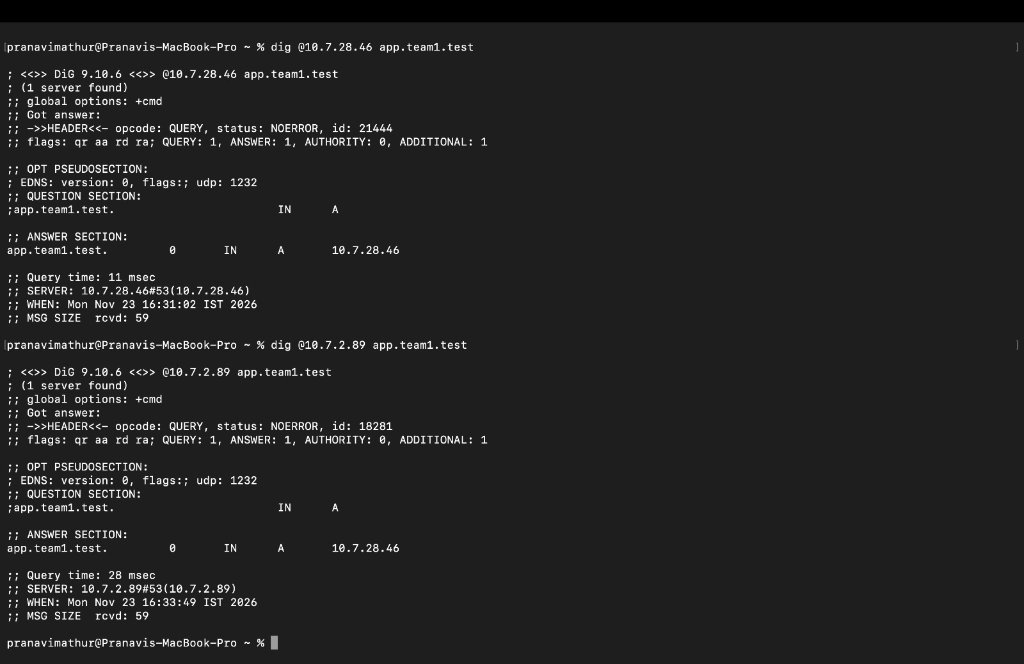 [pranavimathur@Pranavis-MacBook-Pro ~ % dig @10.7.28.46 app.team1.test ]
; <<>> DiG 9.10.6 <<>> @10.7.28.46 app.team1.test
; (1 server found)
;; global options: +cmd
;; Got answer:
;; ->>HEADER<<- opcode: QUERY, status: NOERROR, id: 21444
;; flags: qr aa rd ra; QUERY: 1, ANSWER: 1, AUTHORITY: 0, ADDITIONAL: 1
;; OPT PSEUDOSECTION:
; EDNS: version: 0, flags:; udp: 1232
;; QUESTION SECTION:
;app.team1.test. IN A
;; ANSWER SECTION:
app.team1.test. 0 IN A 10.7.28.46
;; Query time: 11 msec
;; SERVER: 10.7.28.46#53(10.7.28.46)
;; WHEN: Mon Nov 23 16:31:02 IST 2026
;; MSG SIZE rcvd: 59
[pranavimathur@Pranavis-MacBook-Pro ~ % dig @10.7.2.89 app.team1.test ]
; <<>> DiG 9.10.6 <<>> @10.7.2.89 app.team1.test
; (1 server found)
;; global options: +cmd
;; Got answer:
;; ->>HEADER<<- opcode: QUERY, status: NOERROR, id: 18281
;; flags: qr aa rd ra; QUERY: 1, ANSWER: 1, AUTHORITY: 0, ADDITIONAL: 1
;; OPT PSEUDOSECTION:
; EDNS: version: 0, flags:; udp: 1232
;; QUESTION SECTION:
;app.team1.test. IN A
;; ANSWER SECTION:
app.team1.test. 0 IN A 10.7.28.46
;; Query time: 28 msec
;; SERVER: 10.7.2.89#53(10.7.2.89)
;; WHEN: Mon Nov 23 16:33:49 IST 2026
;; MSG SIZE rcvd: 59
pranavimathur@Pranavis-MacBook-Pro ~ %